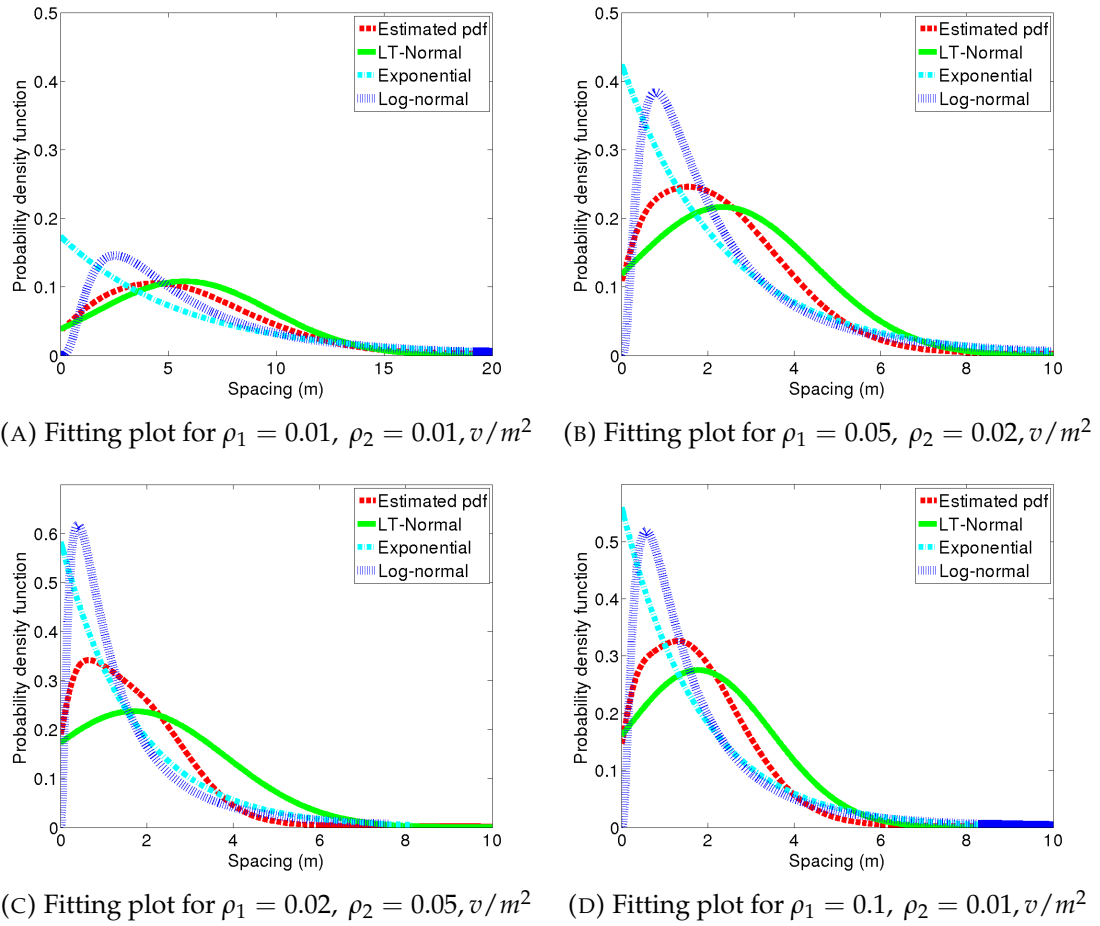 0.5
0.4
0.3
0.2
0.1
0
Probability density function
Estimated pdf
LT-Normal
Exponential
Log-normal
0 5 10 15 20
Spacing (m)
(A) Fitting plot for ρ₁ = 0.01, ρ₂ = 0.01, v/m²
0.5
0.4
0.3
0.2
0.1
0
Probability density function
Estimated pdf
LT-Normal
Exponential
Log-normal
0 2 4 6 8 10
Spacing (m)
(B) Fitting plot for ρ₁ = 0.05, ρ₂ = 0.02, v/m²
0.6
0.5
0.4
0.3
0.2
0.1
0
Probability density function
Estimated pdf
LT-Normal
Exponential
Log-normal
0 2 4 6 8 10
Spacing (m)
(C) Fitting plot for ρ₁ = 0.02, ρ₂ = 0.05, v/m²
0.5
0.4
0.3
0.2
0.1
0
Probability density function
Estimated pdf
LT-Normal
Exponential
Log-normal
0 2 4 6 8 10
Spacing (m)
(D) Fitting plot for ρ₁ = 0.1, ρ₂ = 0.01, v/m²